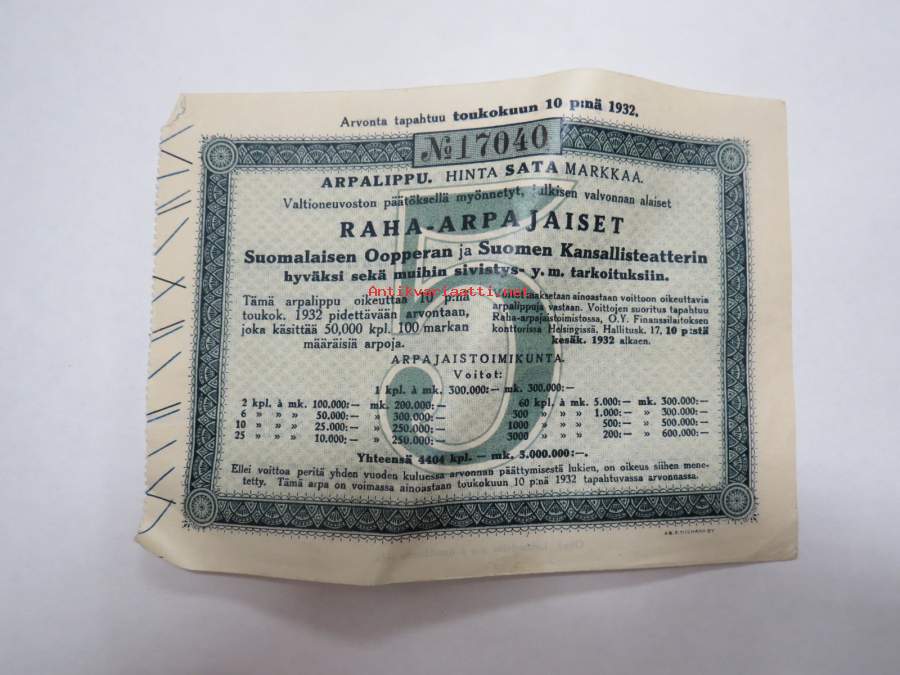 Arvonta tapahtuu toukokuun 10 p:nä 1932.
№ 17040
ARPALIPPU. HINTA SATA MARKKAA.
Valtioneuvoston päätöksellä myönnetyt, julkisen valvonnan alaiset
RAHA-ARPAJAISET
Suomalaisen Oopperan ja Suomen Kansallisteatterin
hyväksi sekä muihin sivistys- y. m. tarkoituksiin.
5
Tämä arpalippu oikeuttaa 10 p:nä
toukok. 1932 pidettävään arvontaan,
joka käsittää 50,000 kpl. 100 markan
määräisiä arpoja.
maksetaan ainoastaan voittoon oikeuttavia
arpalippuja vastaan. Voittojen suoritus tapahtuu
Raha-arpajaistoimistossa, O.Y. Finanssilaitoksen
konttorissa Helsingissä, Hallitusk. 17, 10 p:stä
kesäk. 1932 alkaen.
Antikvariaatti.net
ARPAJAISTOIMIKUNTA.
Voitot:
1 kpl. à mk. 300.000:— mk. 300.000:—
2 kpl. à mk. 100.000:— mk. 200.000:—
6 » » » 50.000:— » 300.000:—
10 » » » 25.000:— » 250.000:—
25 » » » 10.000:— » 250.000:—
60 kpl. à mk. 5.000:— mk. 300.000:—
300 » » » 1.000:— » 300.000:—
1000 » » » 500:— » 500.000:—
3000 » » » 200:— » 600.000:—
Yhteensä 4404 kpl. — mk. 3.000.000:—.
Ellei voittoa peritä yhden vuoden kuluessa arvonnan päättymisestä lukien, on oikeus siihen mene-
tetty. Tämä arpa on voimassa ainoastaan toukokuun 10 p:nä 1932 tapahtuvassa arvonnassa.